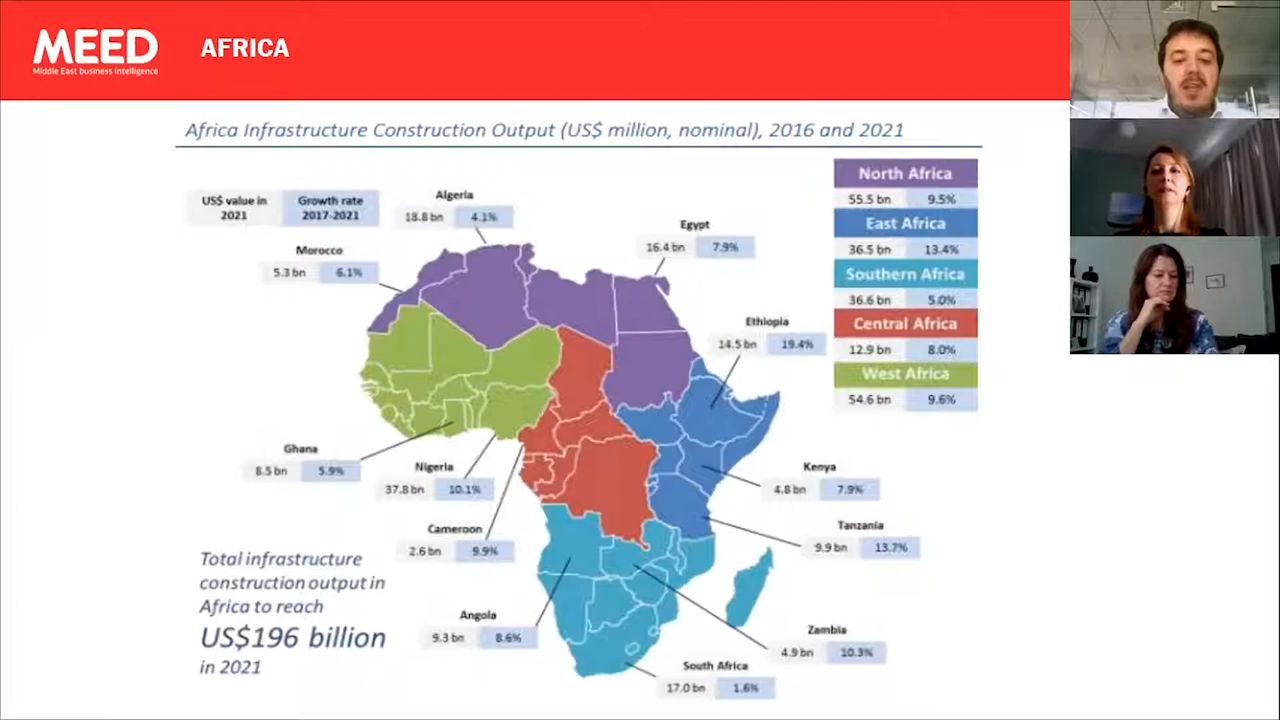 MEED
Middle East business intelligence
AFRICA
Africa Infrastructure Construction Output (US$ million, nominal), 2016 and 2021
US$ value in
2021
Growth rate
2017-2021
Algeria
18.8 bn 4.1%
Morocco
5.3 bn 6.1%
Egypt
16.4 bn 7.9%
Ethiopia
14.5 bn 19.4%
North Africa
55.5 bn 9.5%
East Africa
36.5 bn 13.4%
Southern Africa
36.6 bn 5.0%
Central Africa
12.9 bn 8.0%
West Africa
54.6 bn 9.6%
Ghana
8.5 bn 5.9%
Nigeria
37.8 bn 10.1%
Cameroon
2.6 bn 9.9%
Kenya
4.8 bn 7.9%
Tanzania
9.9 bn 13.7%
Angola
9.3 bn 8.6%
Zambia
4.9 bn 10.3%
South Africa
17.0 bn 1.6%
Total infrastructure
construction output in
Africa to reach
US$196 billion
in 2021